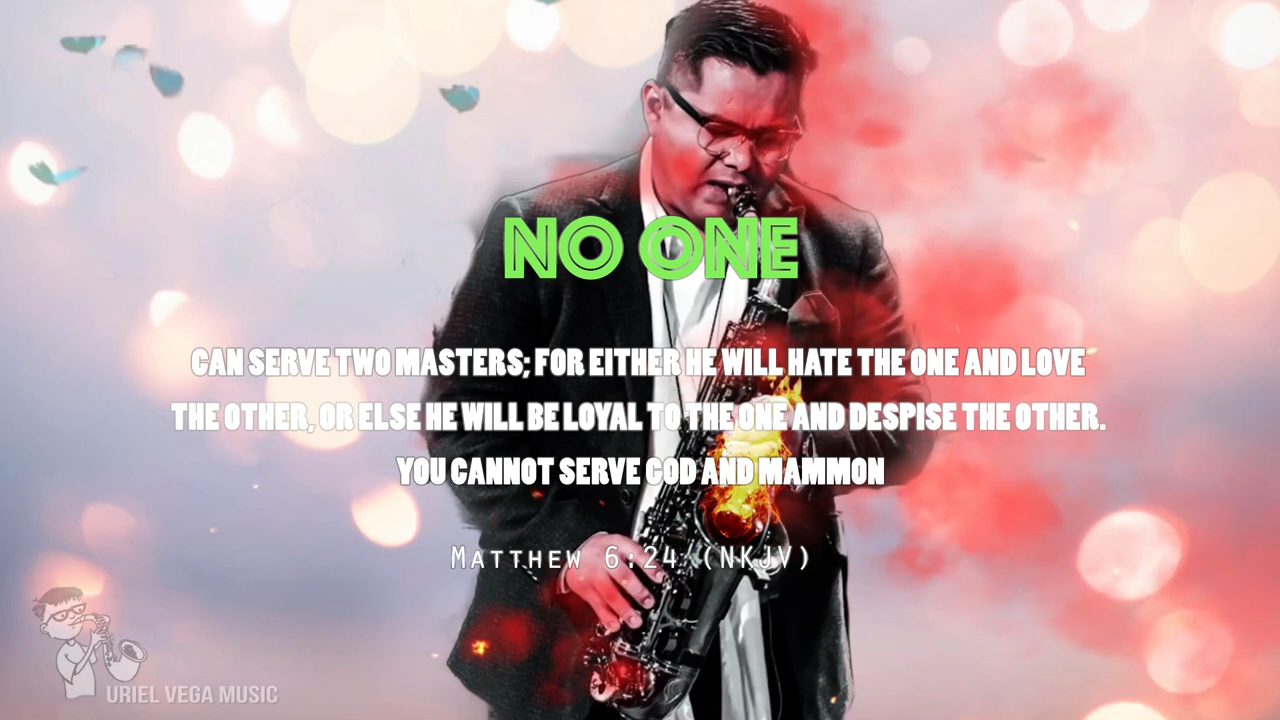 NO ONE
CAN SERVE TWO MASTERS; FOR EITHER HE WILL HATE THE ONE AND LOVE
THE OTHER, OR ELSE HE WILL BE LOYAL TO THE ONE AND DESPISE THE OTHER.
YOU CANNOT SERVE GOD AND MAMMON
MATTHEW 6:24 (NKJV)
URIEL VEGA MUSIC